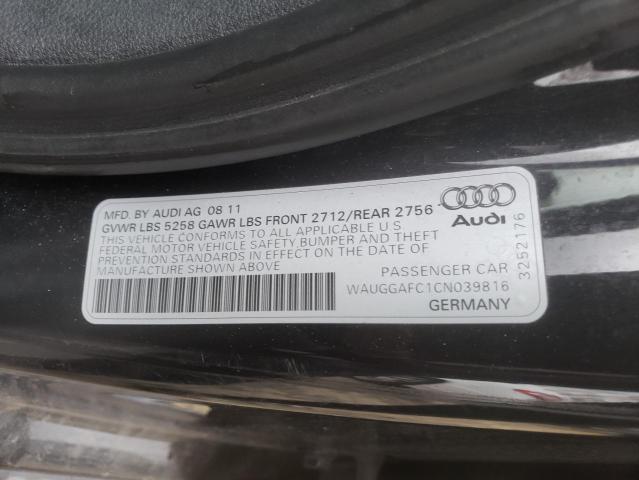 MFD. BY AUDI AG 08 11
GVWR LBS 5258 GAWR LBS FRONT 2712/REAR 2756
THIS VEHICLE CONFORMS TO ALL APPLICABLE U S
FEDERAL MOTOR VEHICLE SAFETY,BUMPER AND THEFT
PREVENTION STANDARDS IN EFFECT ON THE DATE OF
MANUFACTURE SHOWN ABOVE
PASSENGER CAR
WAUGGAFC1CN039816
GERMANY
Audi
3252176